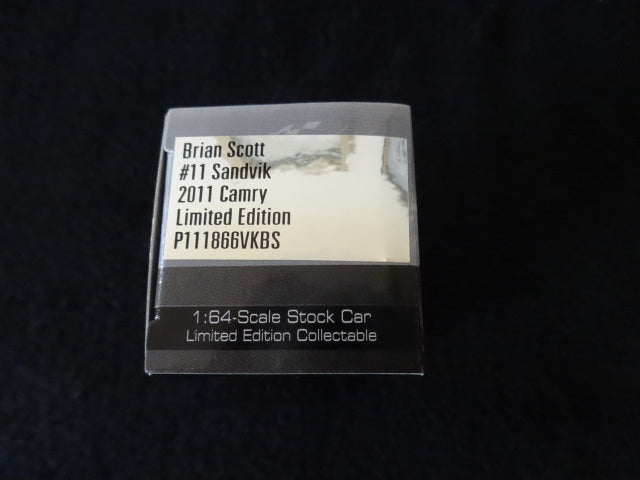 Brian Scott
#11 Sandvik
2011 Camry
Limited Edition
P111866VKBS
1:64-Scale Stock Car
Limited Edition Collectable